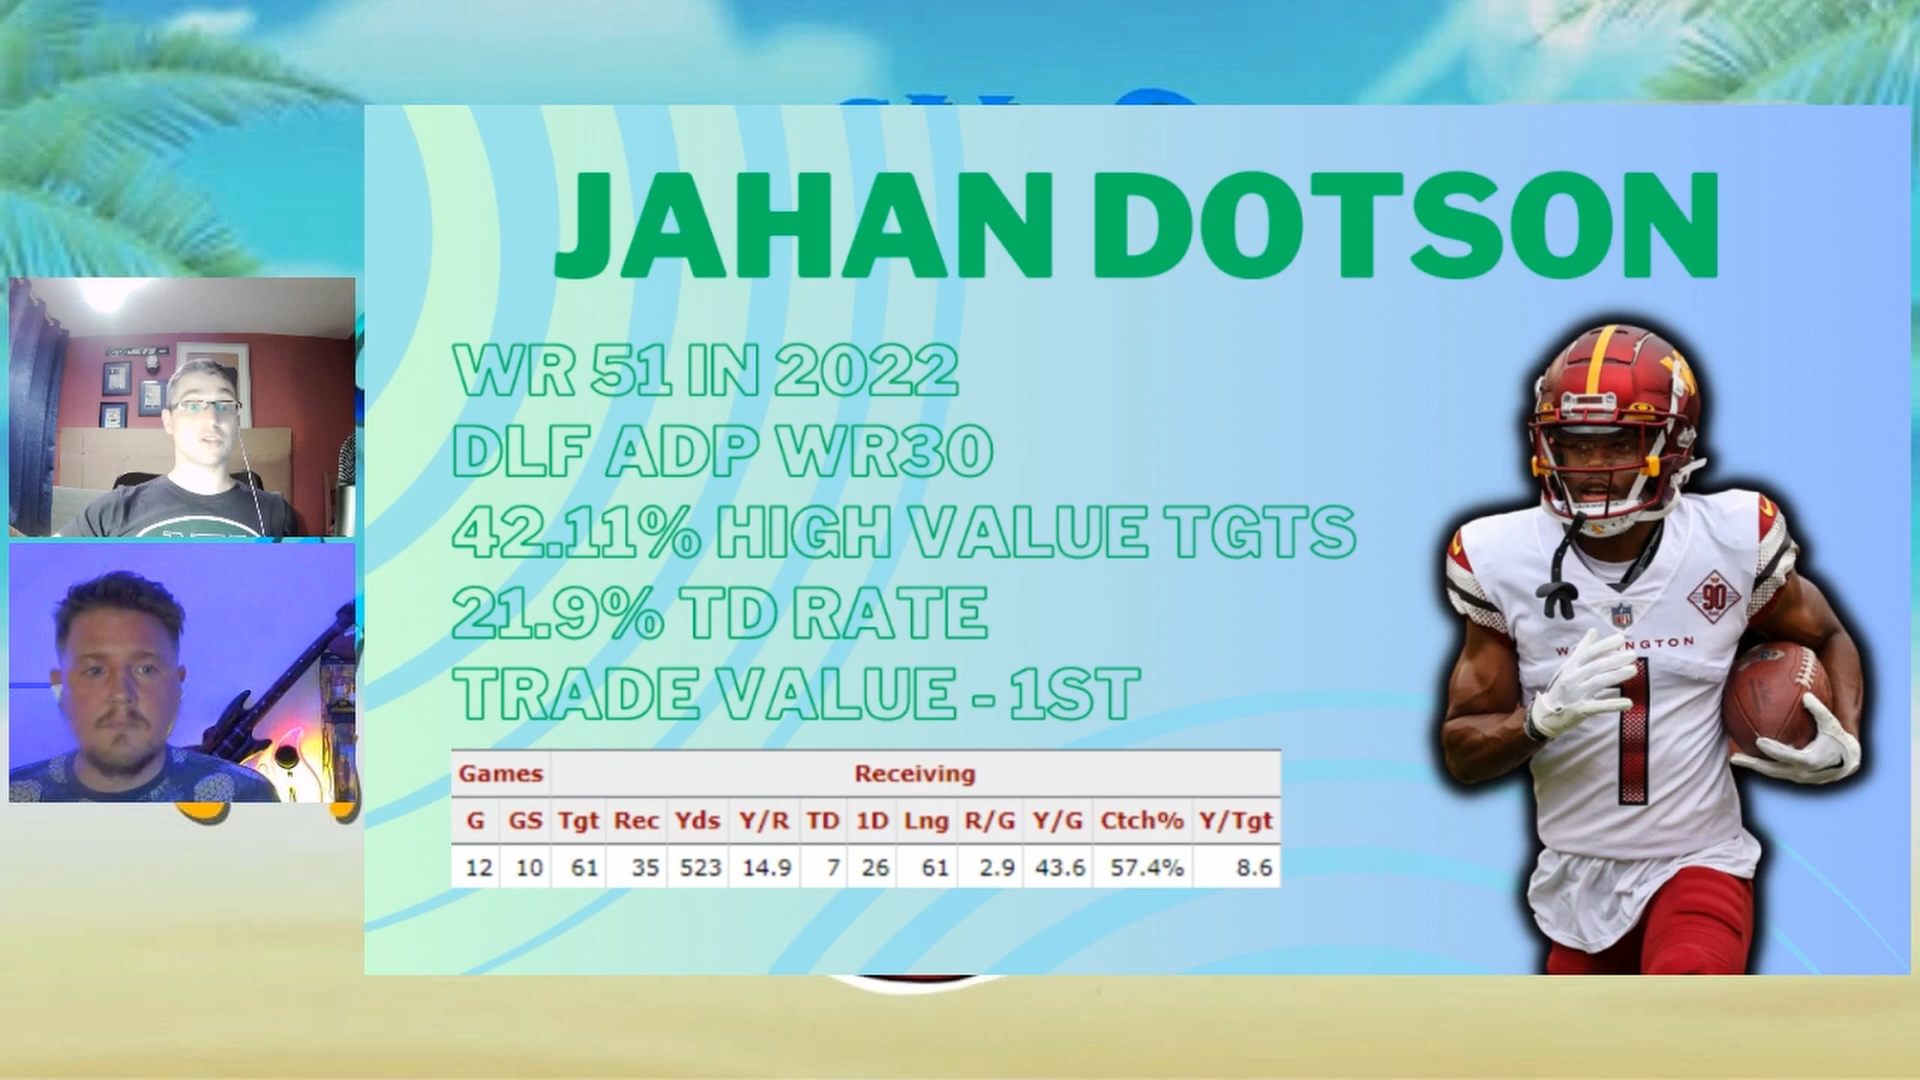 JAHAN DOTSON
WR 51 IN 2022
DLF ADP WR30
42.11% HIGH VALUE TGTS
21.9% TD RATE
TRADE VALUE - 1ST
Games Receiving
G GS Tgt Rec Yds Y/R TD 1D Lng R/G Y/G Ctch% Y/Tgt
12 10 61 35 523 14.9 7 26 61 2.9 43.6 57.4% 8.6
90
NFL
1